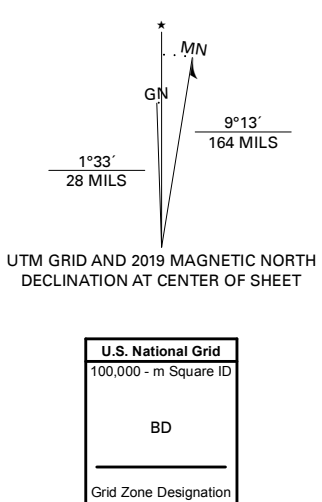 ★
MN
GN
9°13´
164 MILS
1°33´
28 MILS
UTM GRID AND 2019 MAGNETIC NORTH
DECLINATION AT CENTER OF SHEET
U.S. National Grid
100,000 - m Square ID
BD
Grid Zone Designation